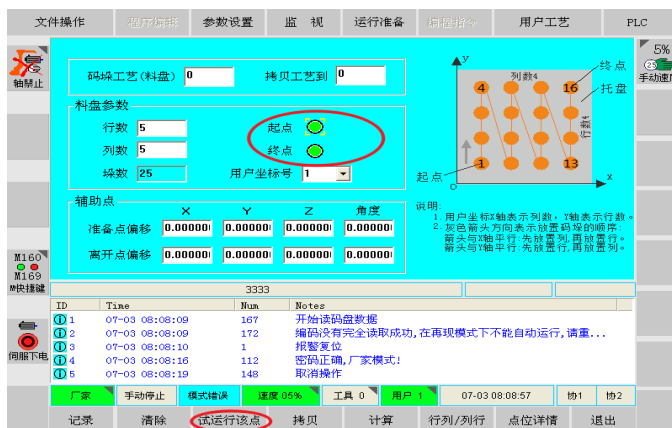 文件操作 程序编辑 参数设置 监 视 运行准备 编程指令 用户工艺 PLC
轴禁止
5%
手动速度
码垛工艺(料盘) 0 拷贝工艺到 0
料盘参数
行数 5 起点
列数 5 终点
垛数 25 用户坐标号 1
辅助点
X Y Z 角度
准备点偏移 0.00000 0.00000 0.00000 0.00000
离开点偏移 0.00000 0.00000 0.00000 0.00000
y
列数4
终点
托盘
4 16
行数4
起点
1 13
o
x
说明:
1.用户坐标X轴表示列数,Y轴表示行数。
2.灰色箭头方向表示放置码垛的顺序:
箭头与X轴平行:先放置列,再放置行。
箭头与Y轴平行:先放置行,再放置列。
M160
M169
M快捷键
伺服下电
3333
ID Time Num Notes
1 07-03 08:08:09 167 开始读码盘数据
2 07-03 08:08:09 172 编码没有完全读取成功,在再现模式下不能自动运行,请重...
3 07-03 08:08:10 1 报警复位
4 07-03 08:08:16 112 密码正确,厂家模式!
5 07-03 08:08:19 148 取消操作
厂家 手动停止 模式错误 速度 05% 工具 0 用户 1 07-03 08:08:57 协1 协2
记录 清除 试运行该点 拷贝 计算 行列/列行 点位详情 退出